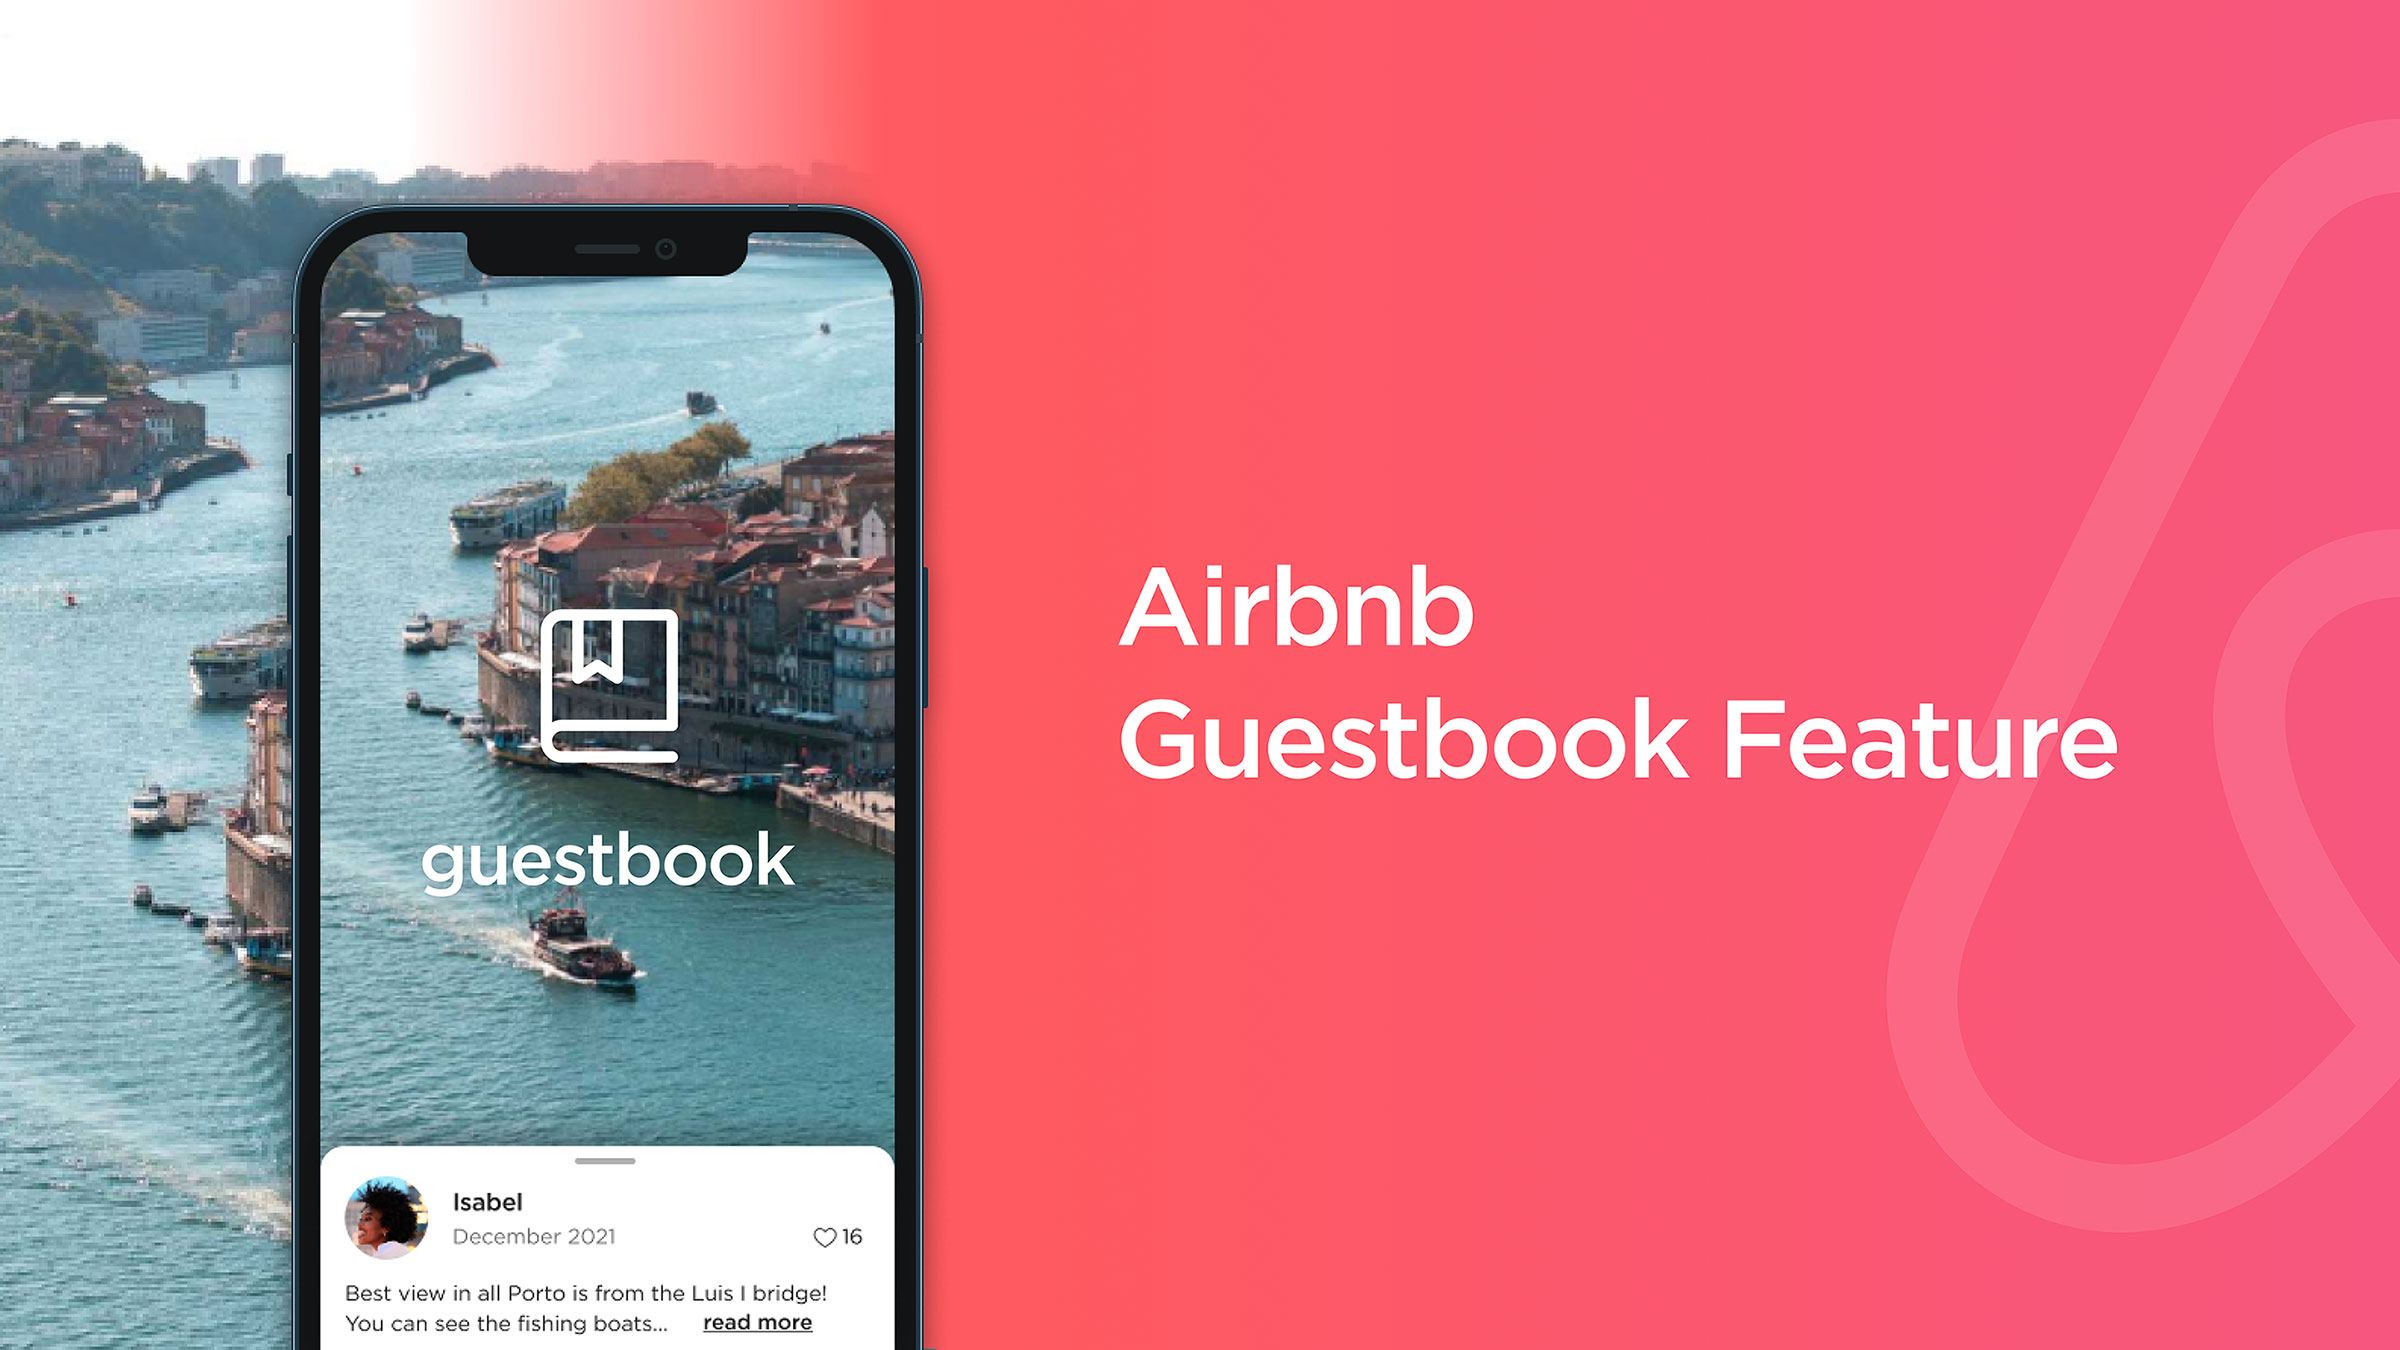 guestbook
Isabel
December 2021
16
Best view in all Porto is from the Luis I bridge!
You can see the fishing boats... read more
Airbnb
Guestbook Feature